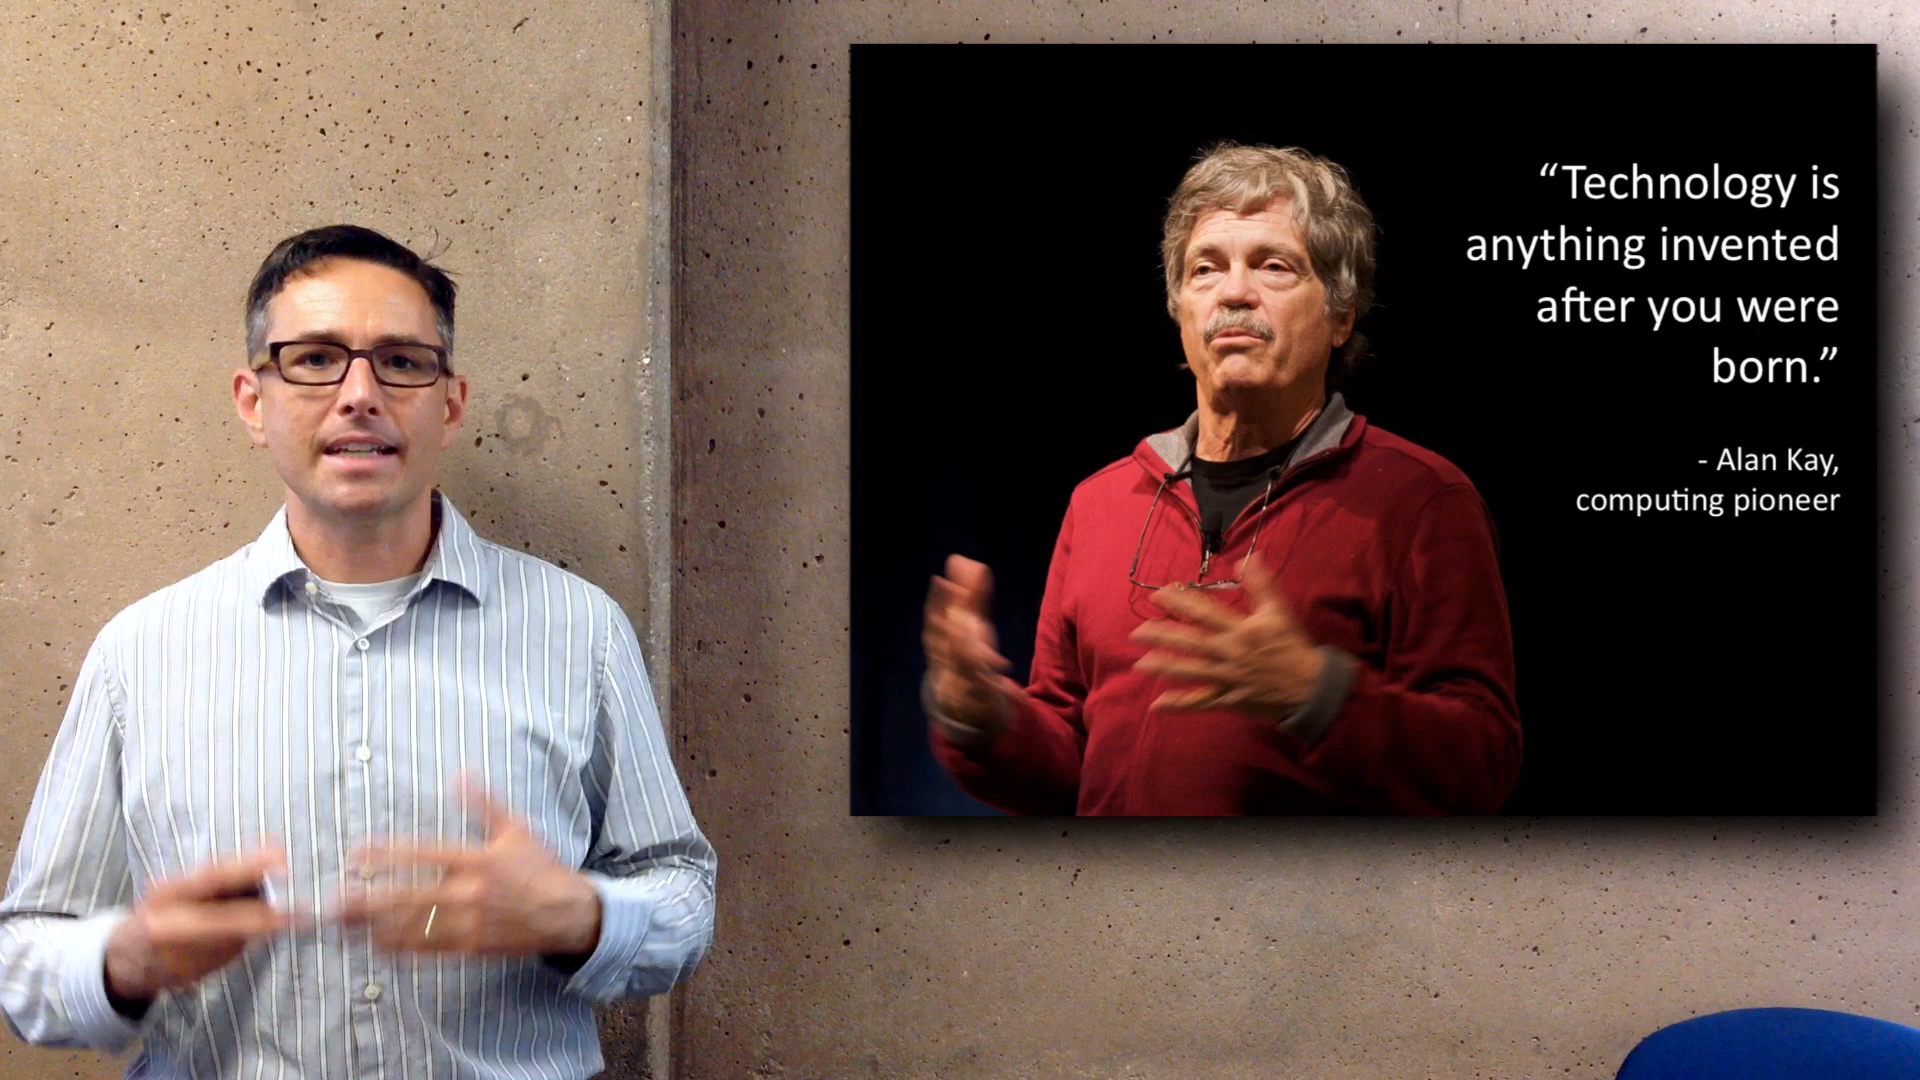 “Technology is
anything invented
after you were
born.”
- Alan Kay,
computing pioneer